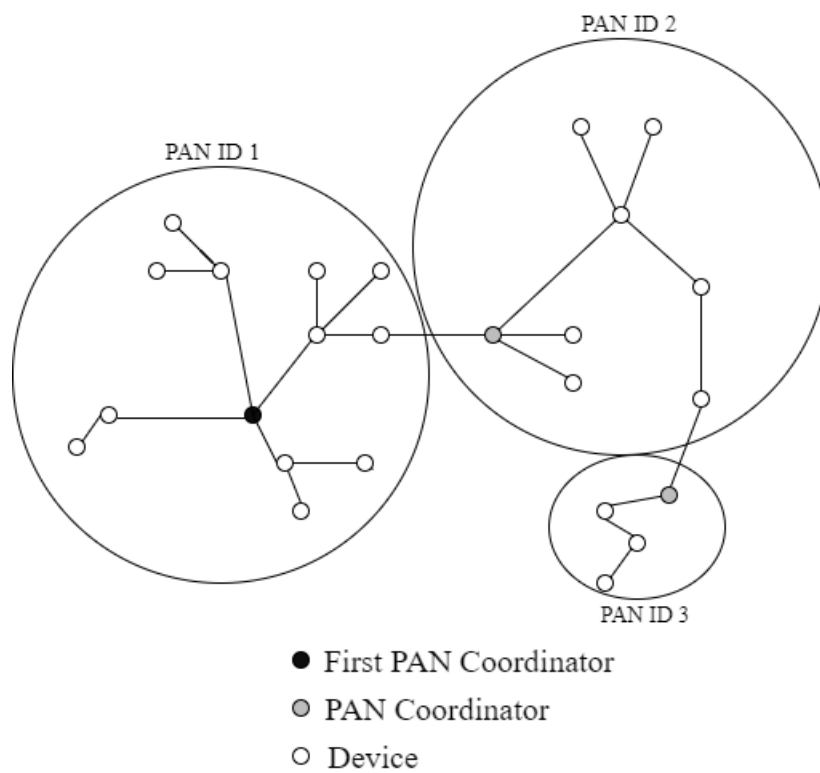 PAN ID 2
PAN ID 1
PAN ID 3
First PAN Coordinator
PAN Coordinator
Device